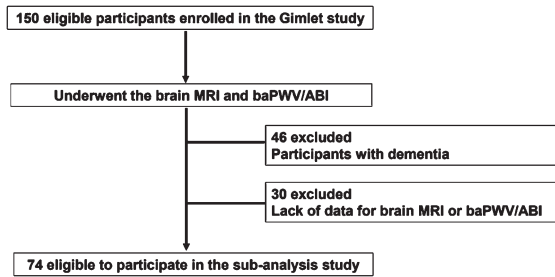 150 eligible participants enrolled in the Gimlet study
Underwent the brain MRI and baPWV/ABI
46 excluded
Participants with dementia
30 excluded
Lack of data for brain MRI or baPWV/ABI
74 eligible to participate in the sub-analysis study